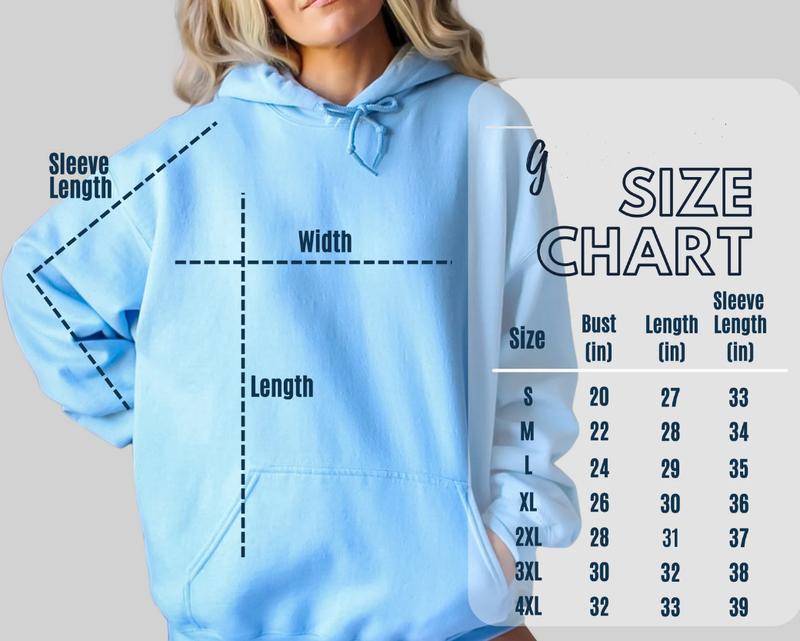 Sleeve
Length
Width
Length
g
SIZE
CHART
Size Bust (in) Length (in) Sleeve Length (in)
S 20 27 33
M 22 28 34
L 24 29 35
XL 26 30 36
2XL 28 31 37
3XL 30 32 38
4XL 32 33 39